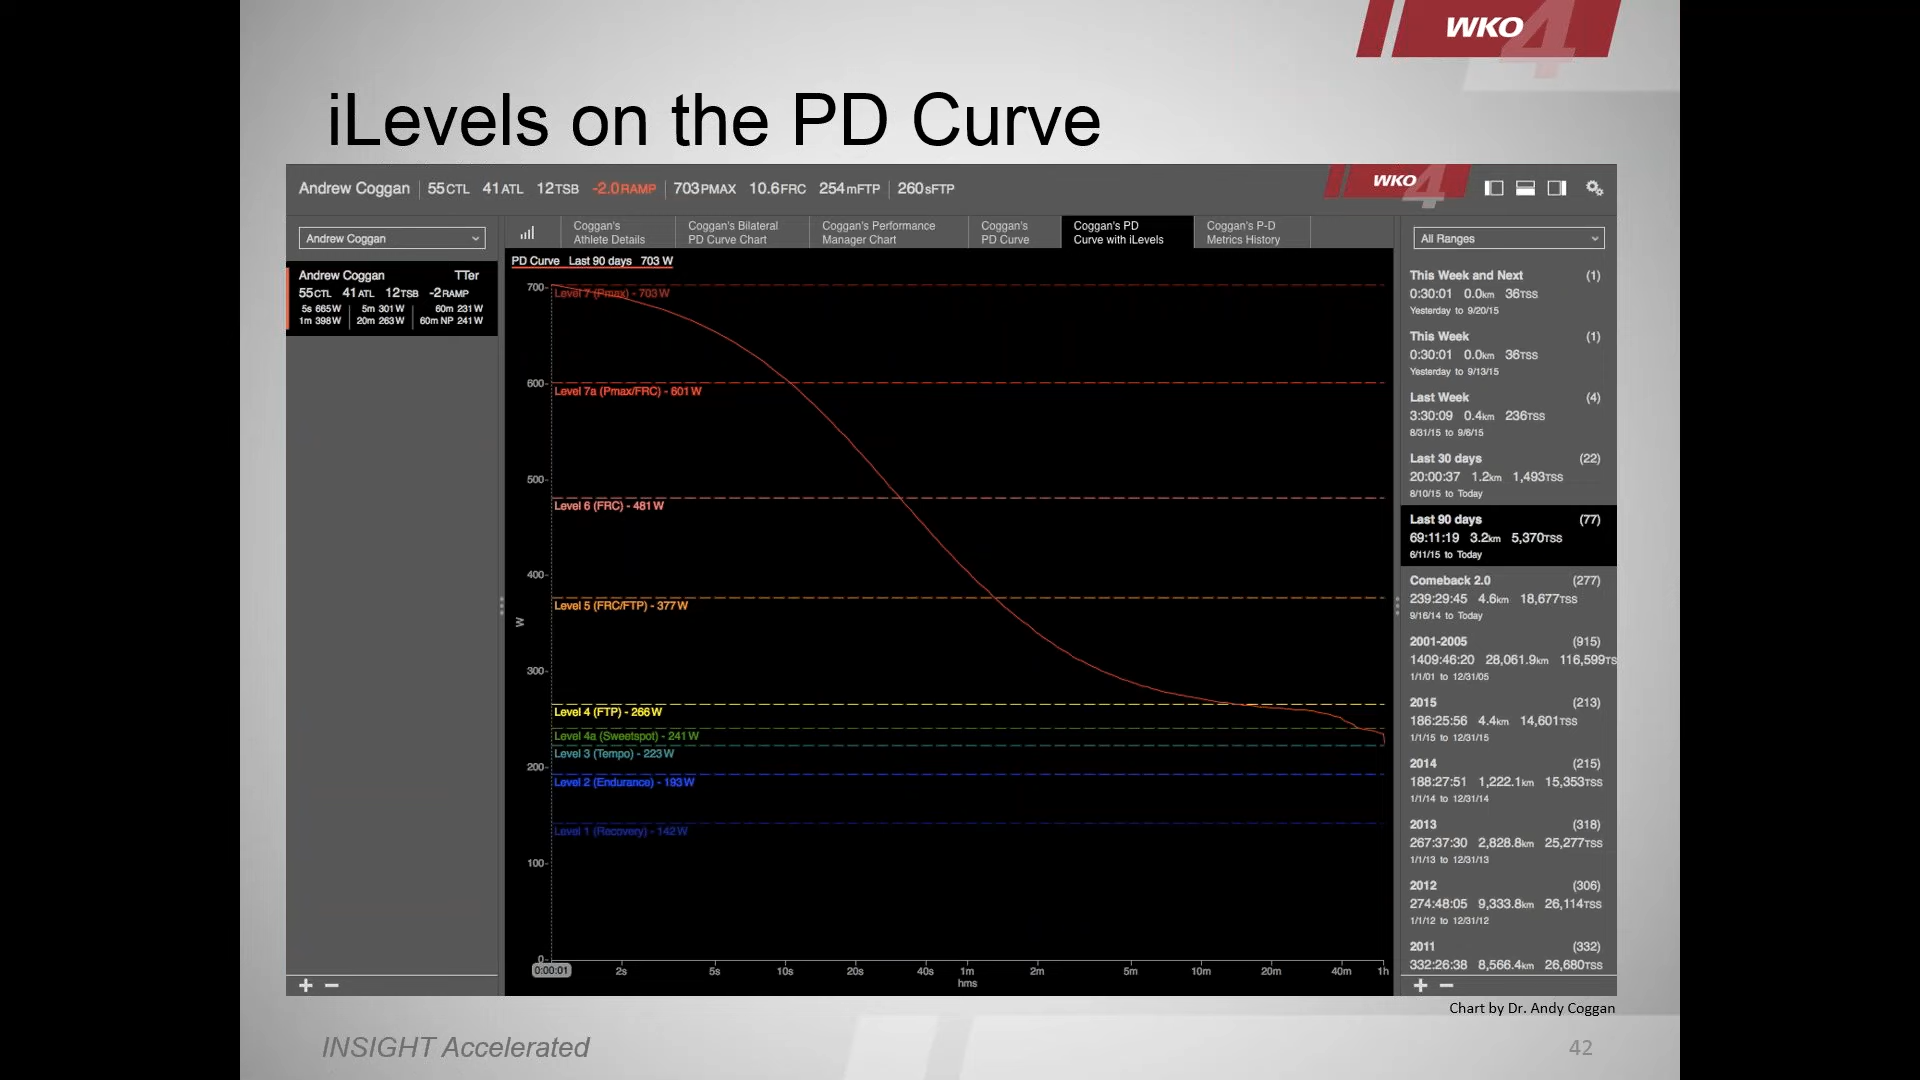 WKO 4
iLevels on the PD Curve
Andrew Coggan 55CTL 41ATL 12TSB -2.0RAMP 703PMAX 10.6FRC 254mFTP 260sFTP
WKO 4
Andrew Coggan
Andrew Coggan TTer
55CTL 41ATL 12TSB -2RAMP
5s 665W 5m 301W 60m 231W
1m 398W 20m 263W 60m NP 241W
Coggan's
Athlete Details
Coggan's Bilateral
PD Curve Chart
Coggan's Performance
Manager Chart
Coggan's
PD Curve
Coggan's PD
Curve with iLevels
Coggan's P-D
Metrics History
PD Curve Last 90 days 703 W
700
Level 7 (Pmax) - 703 W
600
Level 7a (Pmax/FRC) - 601 W
500
Level 6 (FRC) - 481 W
400
Level 5 (FRC/FTP) - 377 W
W
300
Level 4 (FTP) - 266 W
Level 4a (Sweetspot) - 241 W
Level 3 (Tempo) - 223 W
200
Level 2 (Endurance) - 193 W
Level 1 (Recovery) - 142 W
100
0
0:00:01 2s 5s 10s 20s 40s 1m 2m 5m 10m 20m 40m 1h
hms
All Ranges
This Week and Next (1)
0:30:01 0.0km 36TSS
Yesterday to 9/20/15
This Week (1)
0:30:01 0.0km 36TSS
Yesterday to 9/13/15
Last Week (4)
3:30:09 0.4km 236TSS
8/31/15 to 9/6/15
Last 30 days (22)
20:00:37 1.2km 1,493TSS
8/10/15 to Today
Last 90 days (77)
69:11:19 3.2km 5,370TSS
6/11/15 to Today
Comeback 2.0 (277)
239:29:45 4.6km 18,677TSS
9/16/14 to Today
2001-2005 (915)
1409:46:20 28,061.9km 116,599TS
1/1/01 to 12/31/05
2015 (213)
186:25:56 4.4km 14,601TSS
1/1/15 to 12/31/15
2014 (215)
188:27:51 1,222.1km 15,353TSS
1/1/14 to 12/31/14
2013 (318)
267:37:30 2,828.8km 25,277TSS
1/1/13 to 12/31/13
2012 (306)
274:48:05 9,333.8km 26,114TSS
1/1/12 to 12/31/12
2011 (332)
332:26:38 8,566.4km 26,680TSS
Chart by Dr. Andy Coggan
INSIGHT Accelerated
42